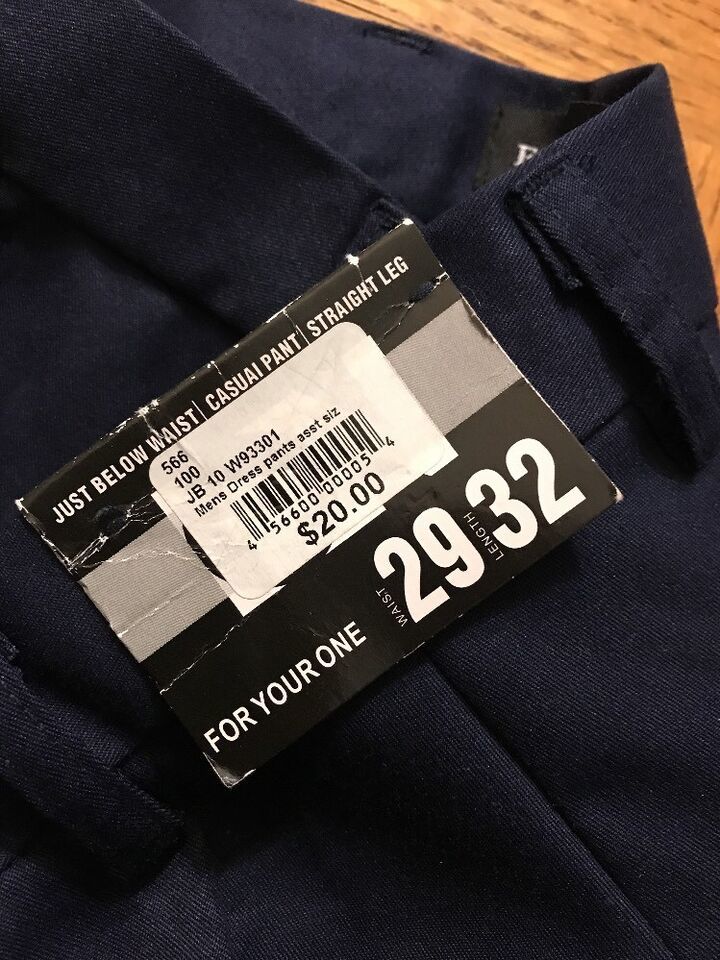 JUST BELOW WAIST| CASUAl PANT| STRAIGHT LEG
566
100
JB 10 W93301
Mens Dress pants asst siz
4 56600 00005 4
$20.00
WAIST 29 LENGTH 32
FOR YOUR ONE